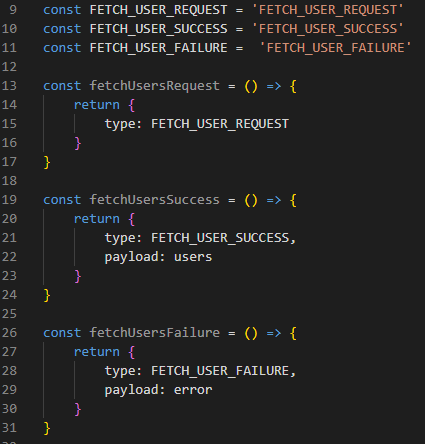 9 const FETCH_USER_REQUEST = 'FETCH_USER_REQUEST'
10 const FETCH_USER_SUCCESS = 'FETCH_USER_SUCCESS'
11 const FETCH_USER_FAILURE =  'FETCH_USER_FAILURE'
12
13 const fetchUsersRequest = () => {
14     return {
15         type: FETCH_USER_REQUEST
16     }
17 }
18
19 const fetchUsersSuccess = () => {
20     return {
21         type: FETCH_USER_SUCCESS,
22         payload: users
23     }
24 }
25
26 const fetchUsersFailure = () => {
27     return {
28         type: FETCH_USER_FAILURE,
29         payload: error
30     }
31 }